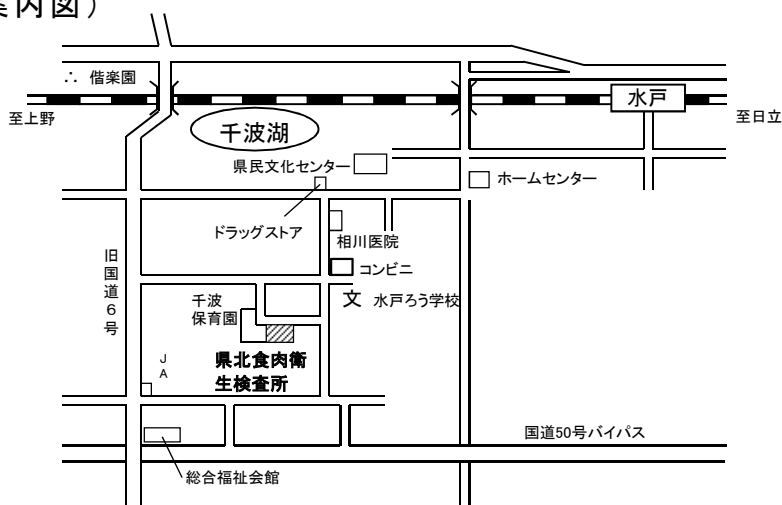 案内図）
∴ 偕楽園
至上野
水戸
至日立
千波湖
県民文化センター
ホームセンター
ドラッグストア
相川医院
コンビニ
旧国道６号
千波
保育園
文 水戸ろう学校
ＪＡ
県北食肉衛
生検査所
国道50号バイパス
総合福祉会館